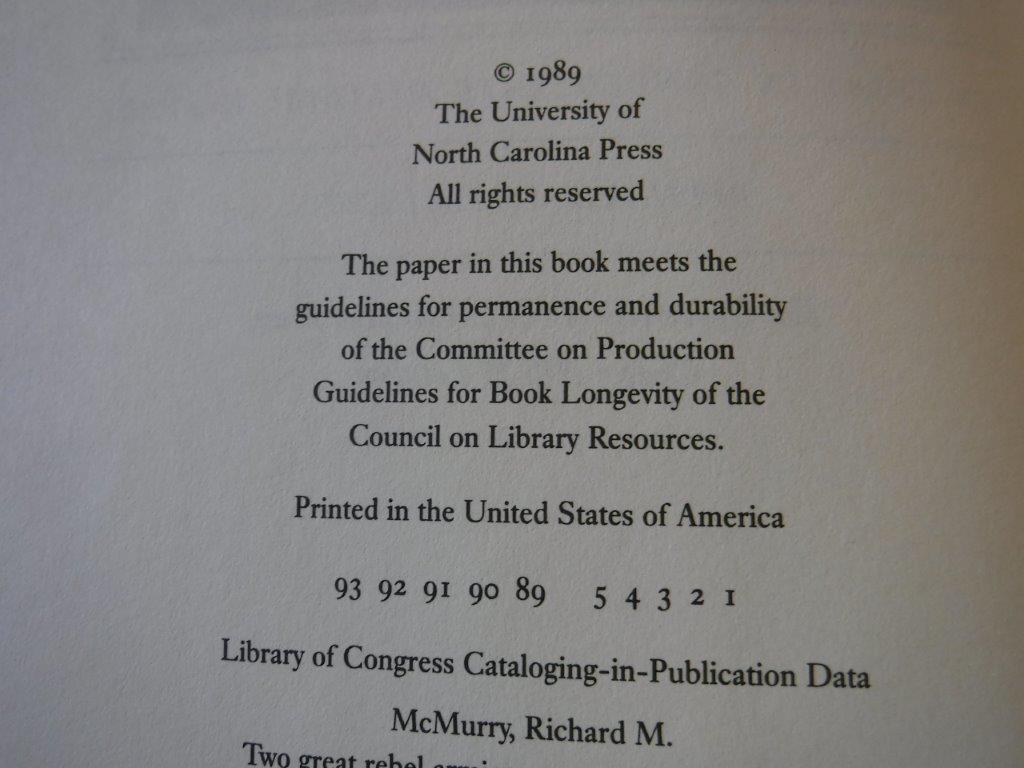 © 1989
The University of
North Carolina Press
All rights reserved
The paper in this book meets the
guidelines for permanence and durability
of the Committee on Production
Guidelines for Book Longevity of the
Council on Library Resources.
Printed in the United States of America
93 92 91 90 89 5 4 3 2 1
Library of Congress Cataloging-in-Publication Data
McMurry, Richard M.
Two great rebel